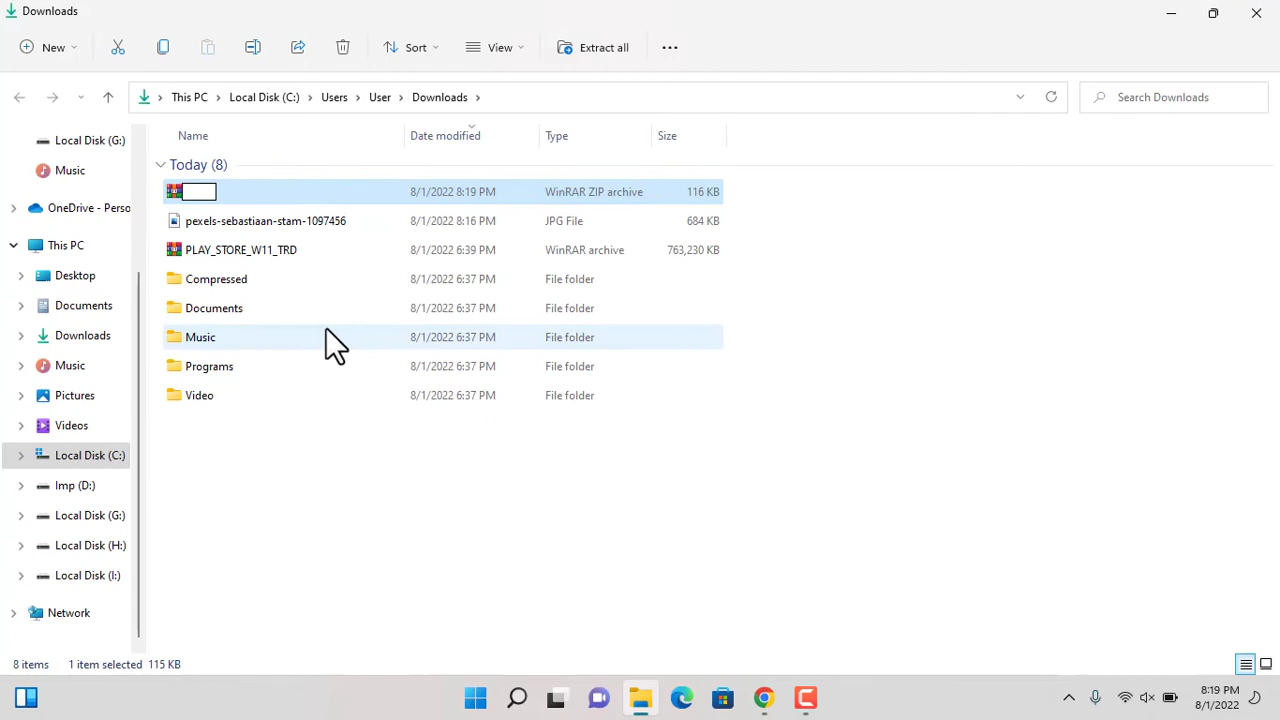 Downloads
New
Sort
View
Extract all
This PC
Local Disk (C:)
Users
User
Downloads
Search Downloads
Name
Date modified
Type
Size
Local Disk (G:)
Music
OneDrive - Perso
This PC
Desktop
Documents
Downloads
Music
Pictures
Videos
Local Disk (C:)
Imp (D:)
Local Disk (G:)
Local Disk (H:)
Local Disk (I:)
Network
Today (8)
8/1/2022 8:19 PM WinRAR ZIP archive 116 KB
pexels-sebastiaan-stam-1097456 8/1/2022 8:16 PM JPG File 684 KB
PLAY_STORE_W11_TRD 8/1/2022 6:39 PM WinRAR archive 763,230 KB
Compressed 8/1/2022 6:37 PM File folder
Documents 8/1/2022 6:37 PM File folder
Music 8/1/2022 6:37 PM File folder
Programs 8/1/2022 6:37 PM File folder
Video 8/1/2022 6:37 PM File folder
8 items 1 item selected 115 KB
8:19 PM
8/1/2022